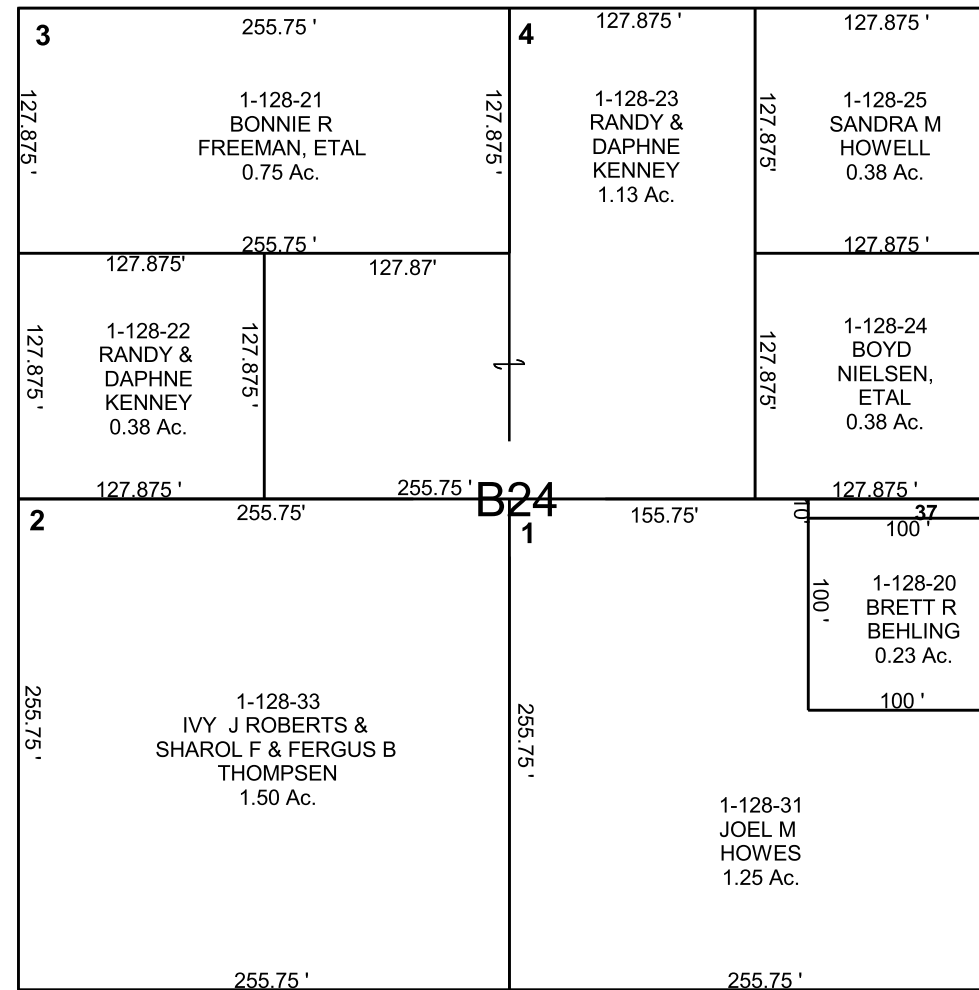 3
255.75 '
127.875 '
1-128-21
BONNIE R
FREEMAN, ETAL
0.75 Ac.
127.875 '
255.75 '
4
127.875 '
1-128-23
RANDY &
DAPHNE
KENNEY
1.13 Ac.
127.875 '
127.875 '
1-128-25
SANDRA M
HOWELL
0.38 Ac.
127.875 '
127.875'
127.875 '
1-128-22
RANDY &
DAPHNE
KENNEY
0.38 Ac.
127.875 '
127.875 '
127.87'
255.75 '
127.875 '
1-128-24
BOYD
NIELSEN,
ETAL
0.38 Ac.
127.875 '
B24
2
255.75'
255.75 '
1-128-33
IVY J ROBERTS &
SHAROL F & FERGUS B
THOMPSEN
1.50 Ac.
255.75 '
1
155.75'
10'
37
100 '
100 '
1-128-20
BRETT R
BEHLING
0.23 Ac.
100 '
255.75 '
1-128-31
JOEL M
HOWES
1.25 Ac.
255.75 '